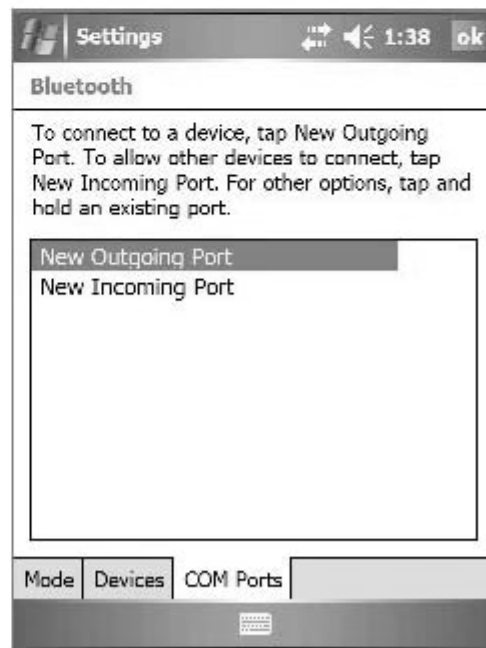 Settings 1:38 ok
Bluetooth
To connect to a device, tap New Outgoing
Port. To allow other devices to connect, tap
New Incoming Port. For other options, tap and
hold an existing port.
New Outgoing Port
New Incoming Port
Mode Devices COM Ports